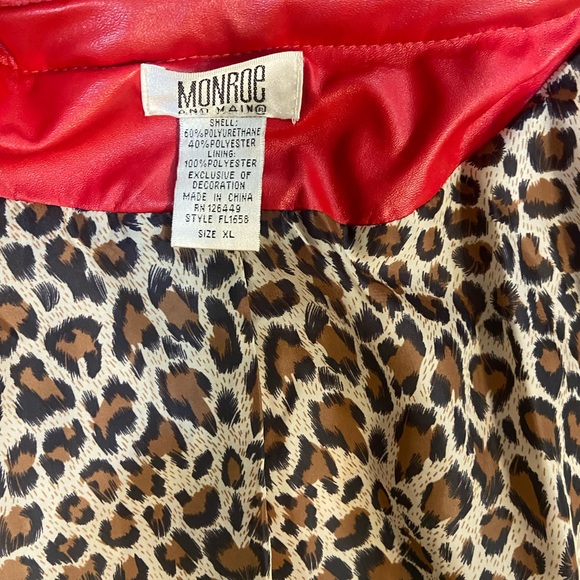 MONROE
AND MAIN®
SHELL:
60%POLYURETHANE
40%POLYESTER
LINING:
100%POLYESTER
EXCLUSIVE OF
DECORATION
MADE IN CHINA
RN 126449
STYLE FL1658
SIZE XL